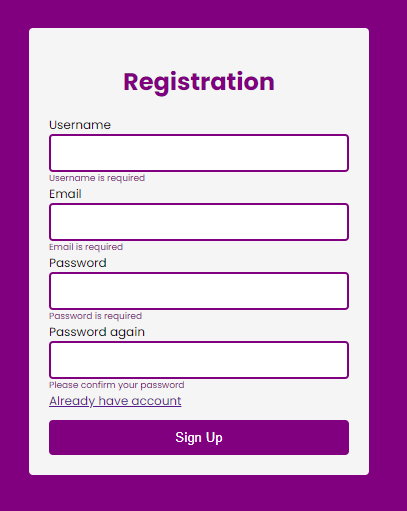 Registration
Username
Username is required
Email
Email is required
Password
Password is required
Password again
Please confirm your password
Already have account
Sign Up